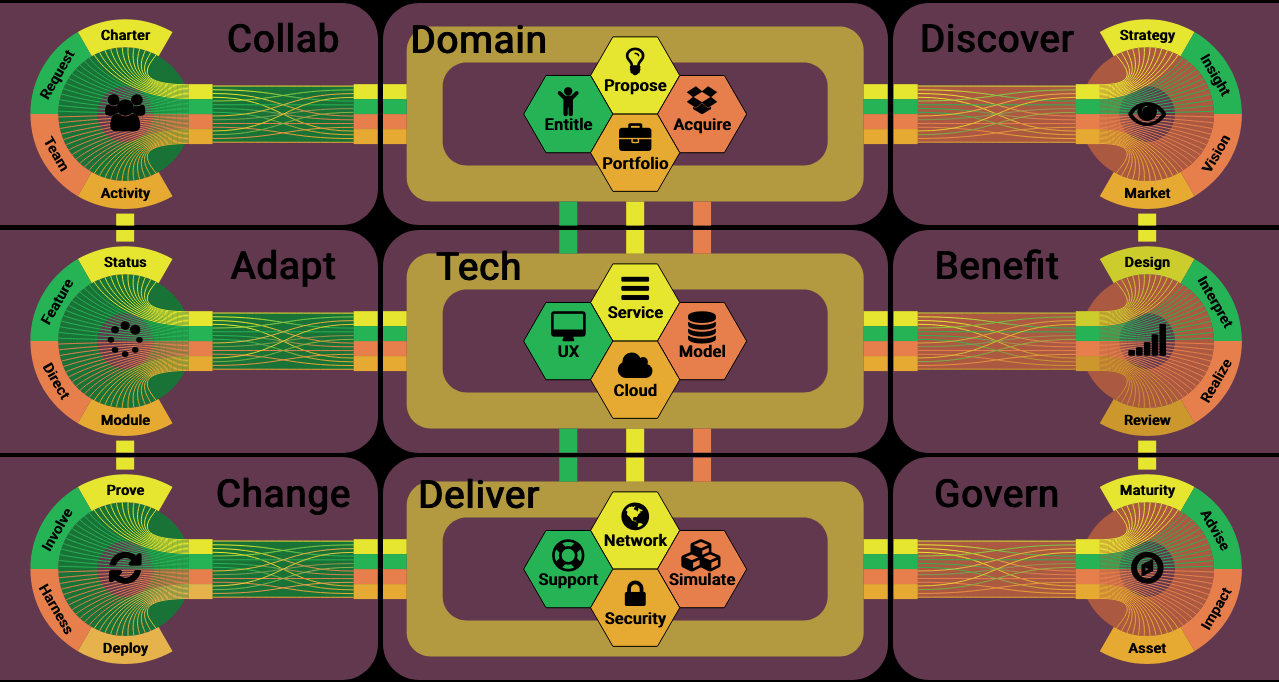 Collab
Charter
Request
Team
Activity
Domain
Propose
Entitle
Acquire
Portfolio
Discover
Strategy
Insight
Vision
Market
Adapt
Status
Feature
Direct
Module
Tech
Service
UX
Model
Cloud
Benefit
Design
Interpret
Realize
Review
Change
Prove
Involve
Harness
Deploy
Deliver
Network
Support
Simulate
Security
Govern
Maturity
Advise
Impact
Asset